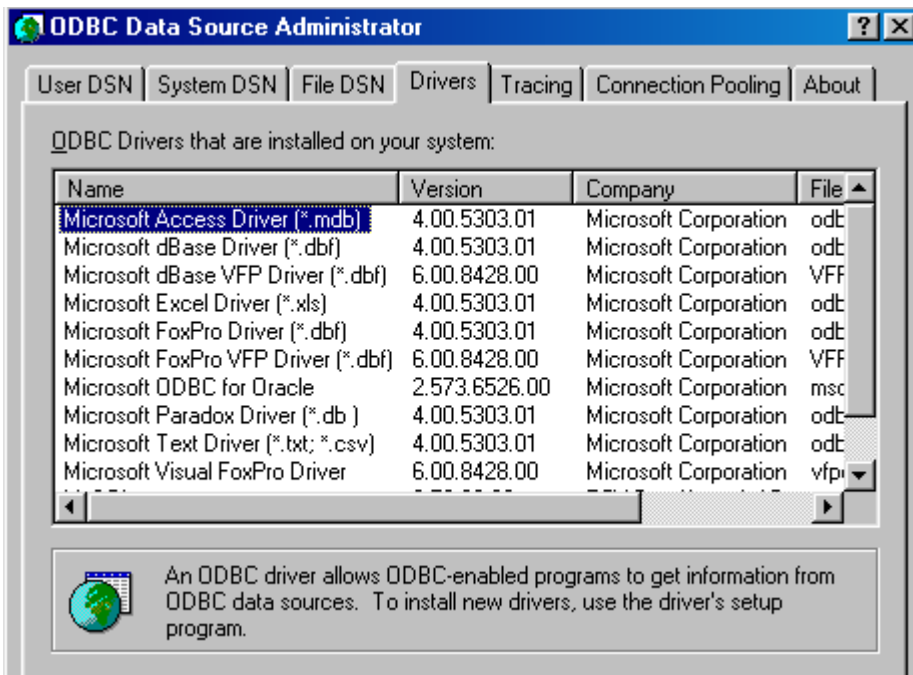 ODBC Data Source Administrator
User DSN System DSN File DSN Drivers Tracing Connection Pooling About
ODBC Drivers that are installed on your system:
Name Version Company File
Microsoft Access Driver (*.mdb) 4.00.5303.01 Microsoft Corporation odb
Microsoft dBase Driver (*.dbf) 4.00.5303.01 Microsoft Corporation odb
Microsoft dBase VFP Driver (*.dbf) 6.00.8428.00 Microsoft Corporation VFP
Microsoft Excel Driver (*.xls) 4.00.5303.01 Microsoft Corporation odb
Microsoft FoxPro Driver (*.dbf) 4.00.5303.01 Microsoft Corporation odb
Microsoft FoxPro VFP Driver (*.dbf) 6.00.8428.00 Microsoft Corporation VFP
Microsoft ODBC for Oracle 2.573.6526.00 Microsoft Corporation mso
Microsoft Paradox Driver (*.db ) 4.00.5303.01 Microsoft Corporation odb
Microsoft Text Driver (*.txt; *.csv) 4.00.5303.01 Microsoft Corporation odb
Microsoft Visual FoxPro Driver 6.00.8428.00 Microsoft Corporation vfpo
An ODBC driver allows ODBC-enabled programs to get information from
ODBC data sources. To install new drivers, use the driver's setup
program.